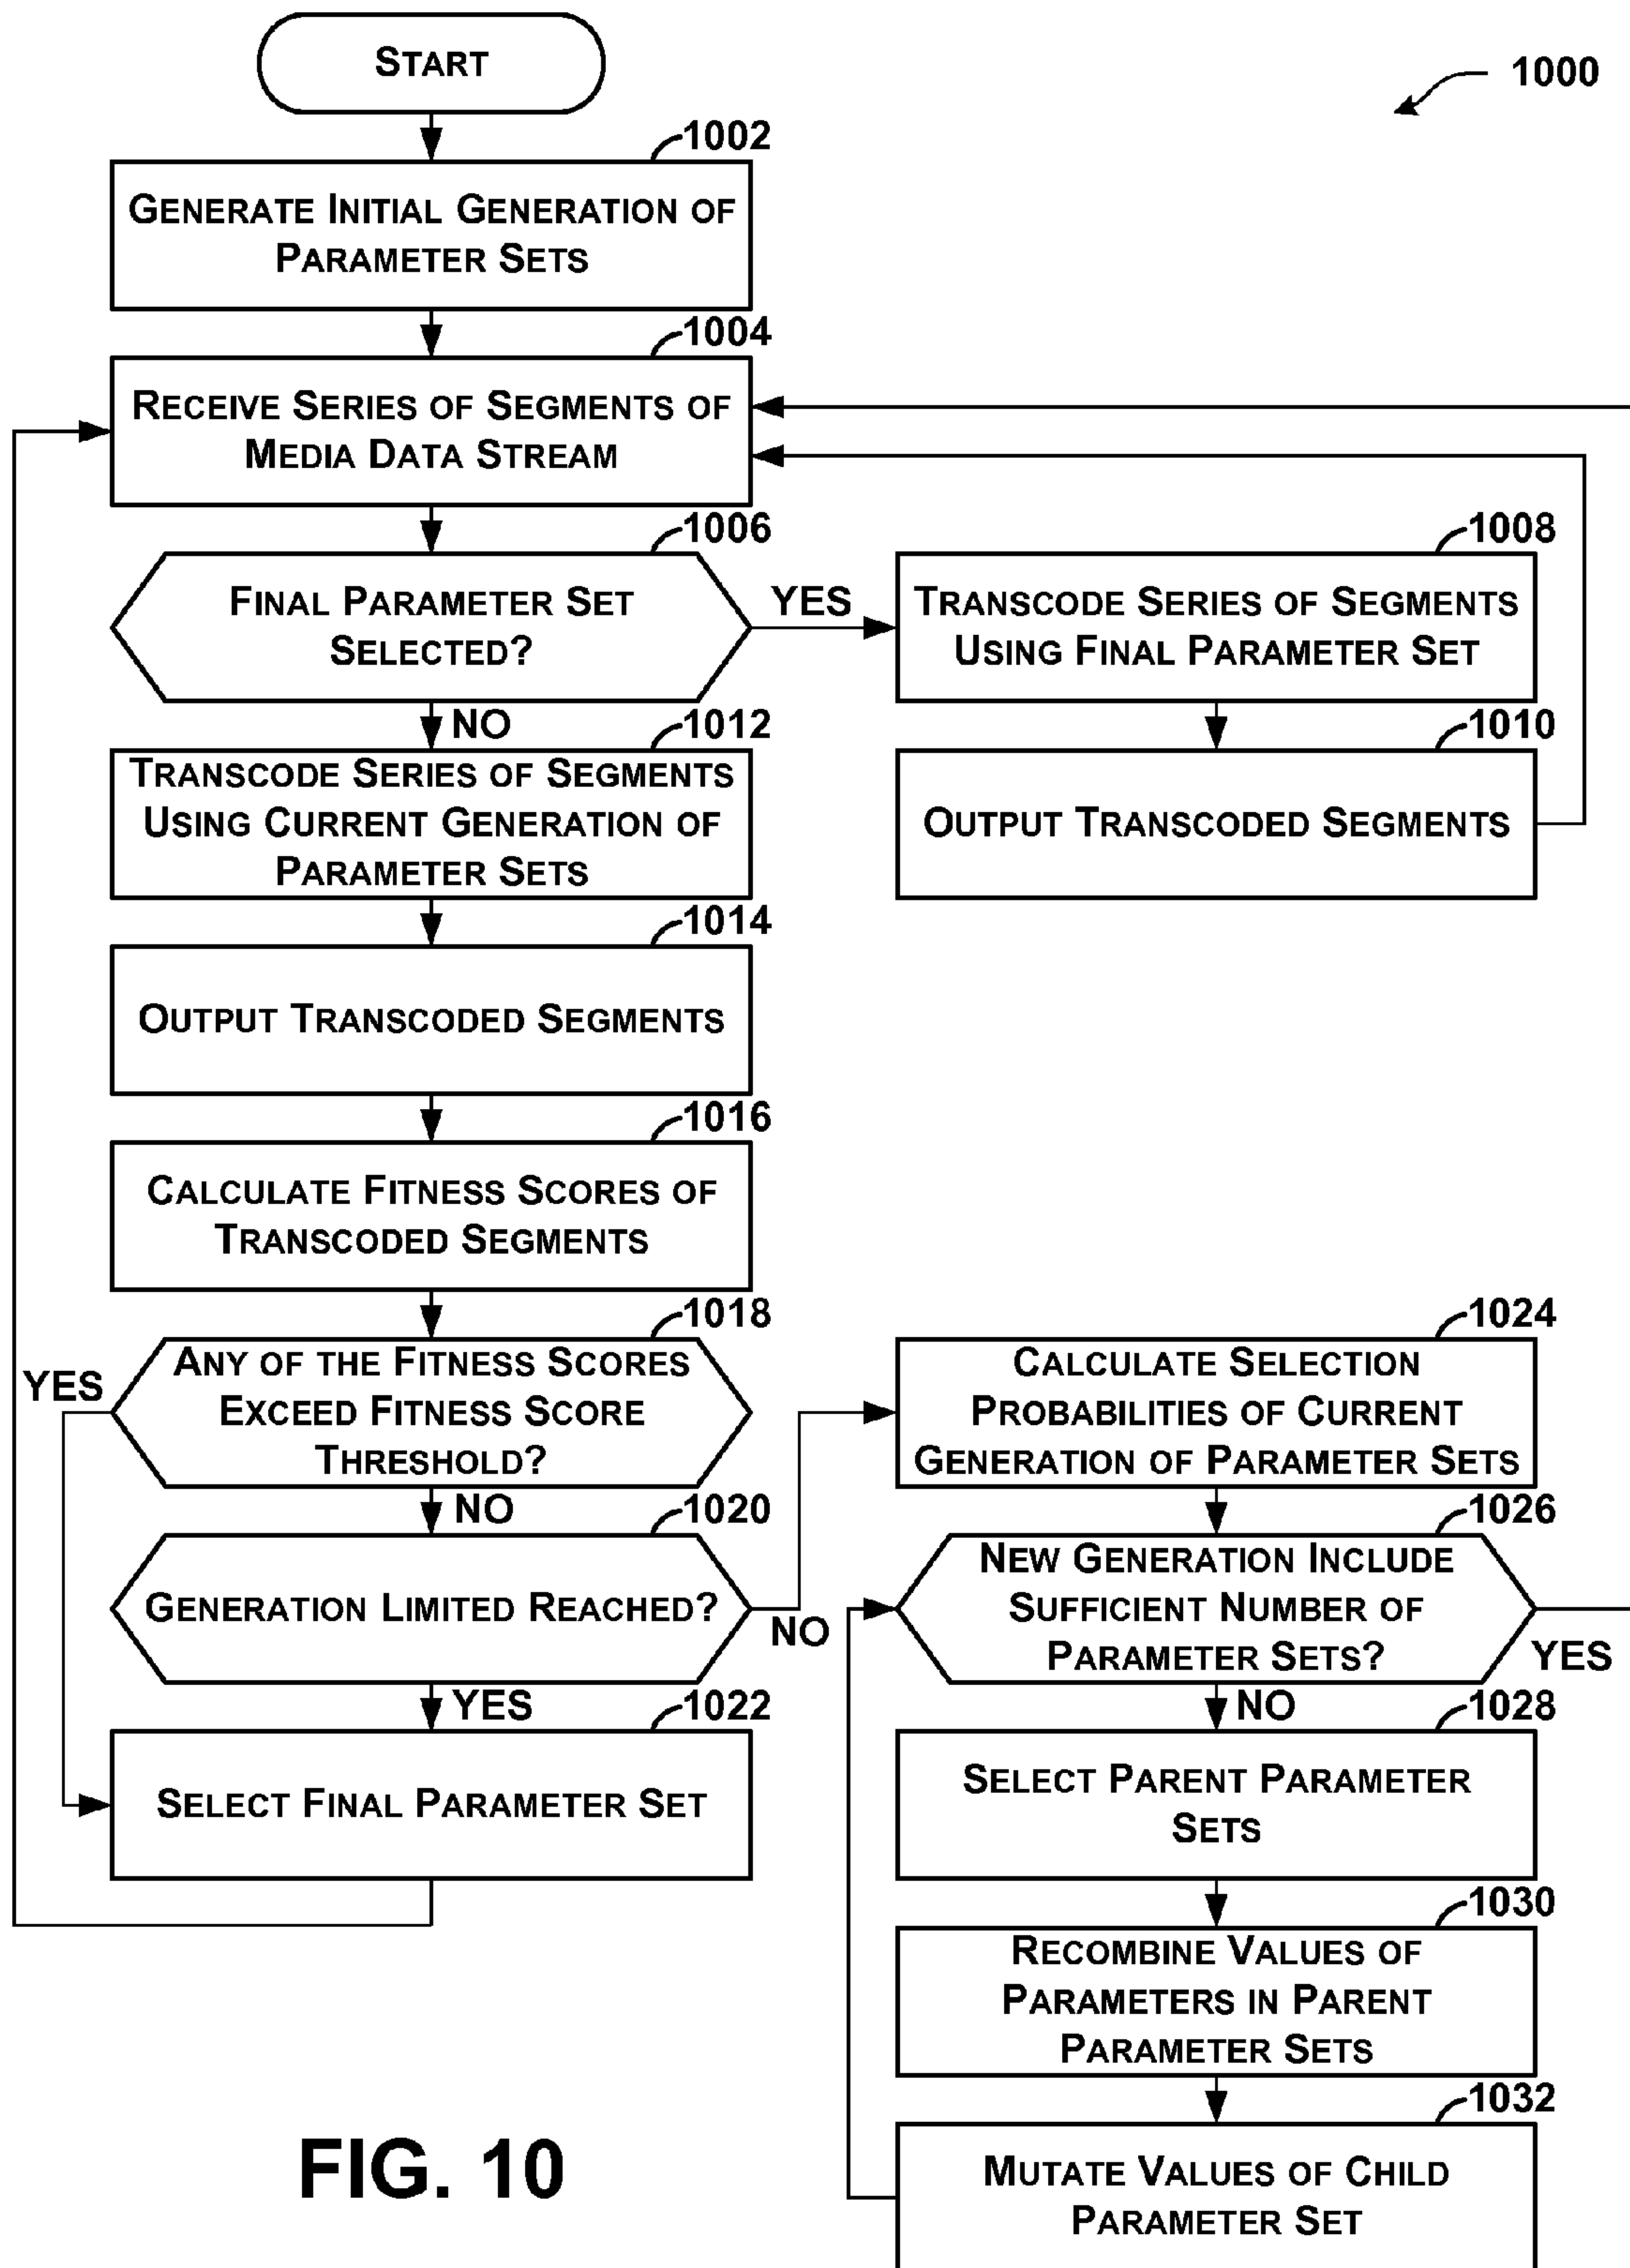 START
1000
1002
GENERATE INITIAL GENERATION OF
PARAMETER SETS
1004
RECEIVE SERIES OF SEGMENTS OF
MEDIA DATA STREAM
1006
FINAL PARAMETER SET
SELECTED?
YES
1008
TRANSCODE SERIES OF SEGMENTS
USING FINAL PARAMETER SET
1010
OUTPUT TRANSCODED SEGMENTS
NO
1012
TRANSCODE SERIES OF SEGMENTS
USING CURRENT GENERATION OF
PARAMETER SETS
1014
OUTPUT TRANSCODED SEGMENTS
1016
CALCULATE FITNESS SCORES OF
TRANSCODED SEGMENTS
1018
YES
ANY OF THE FITNESS SCORES
EXCEED FITNESS SCORE
THRESHOLD?
NO
1020
GENERATION LIMITED REACHED?
NO
YES
1022
SELECT FINAL PARAMETER SET
1024
CALCULATE SELECTION
PROBABILITIES OF CURRENT
GENERATION OF PARAMETER SETS
1026
NEW GENERATION INCLUDE
SUFFICIENT NUMBER OF
PARAMETER SETS?
YES
NO
1028
SELECT PARENT PARAMETER
SETS
1030
RECOMBINE VALUES OF
PARAMETERS IN PARENT
PARAMETER SETS
1032
MUTATE VALUES OF CHILD
PARAMETER SET
FIG. 10